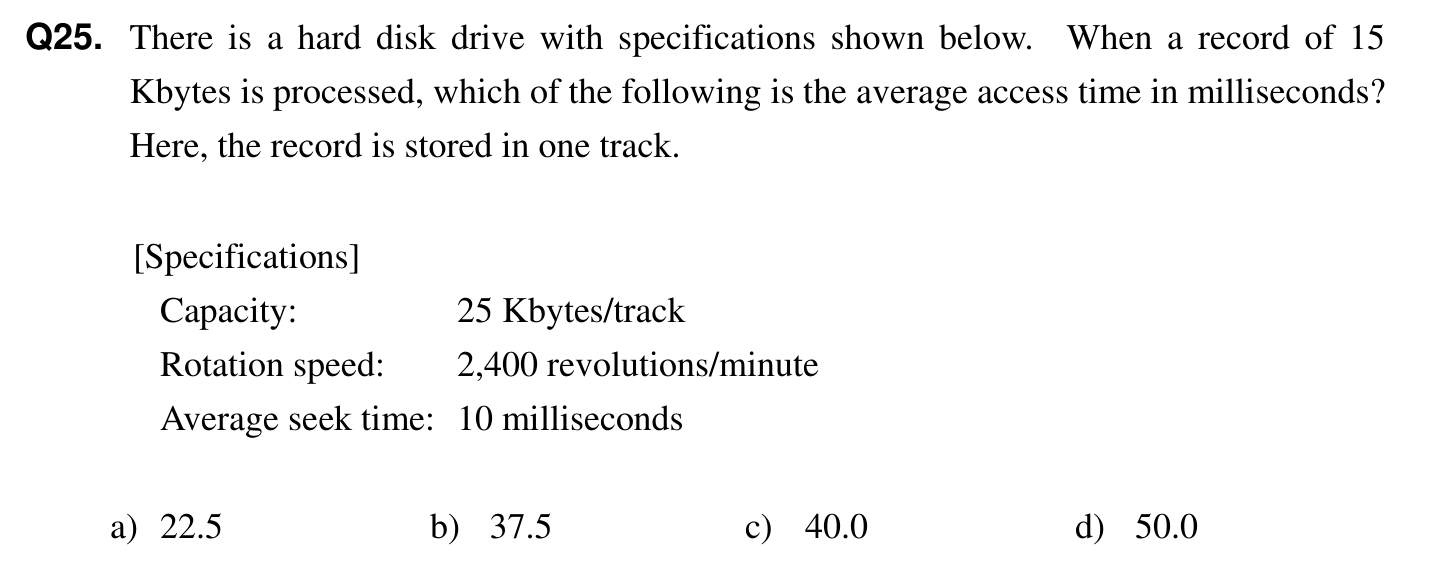 Q25. There is a hard disk drive with specifications shown below. When a record of 15
Kbytes is processed, which of the following is the average access time in milliseconds?
Here, the record is stored in one track.
[Specifications]
Capacity: 25 Kbytes/track
Rotation speed: 2,400 revolutions/minute
Average seek time: 10 milliseconds
a) 22.5 b) 37.5 c) 40.0 d) 50.0